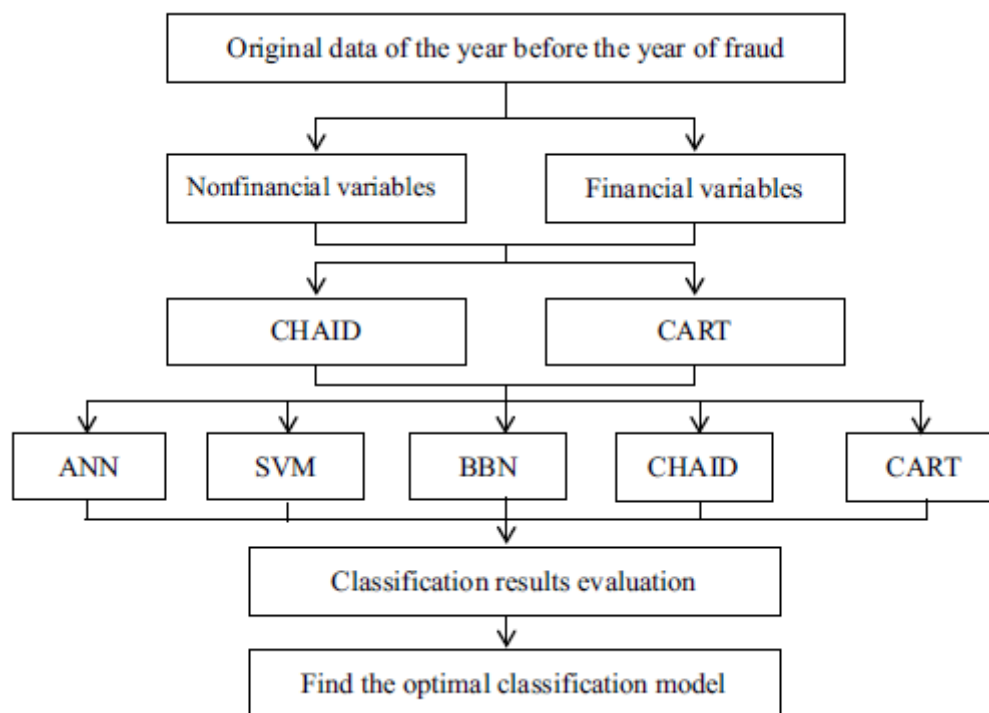 Original data of the year before the year of fraud
Nonfinancial variables
Financial variables
CHAID
CART
ANN
SVM
BBN
CHAID
CART
Classification results evaluation
Find the optimal classification model